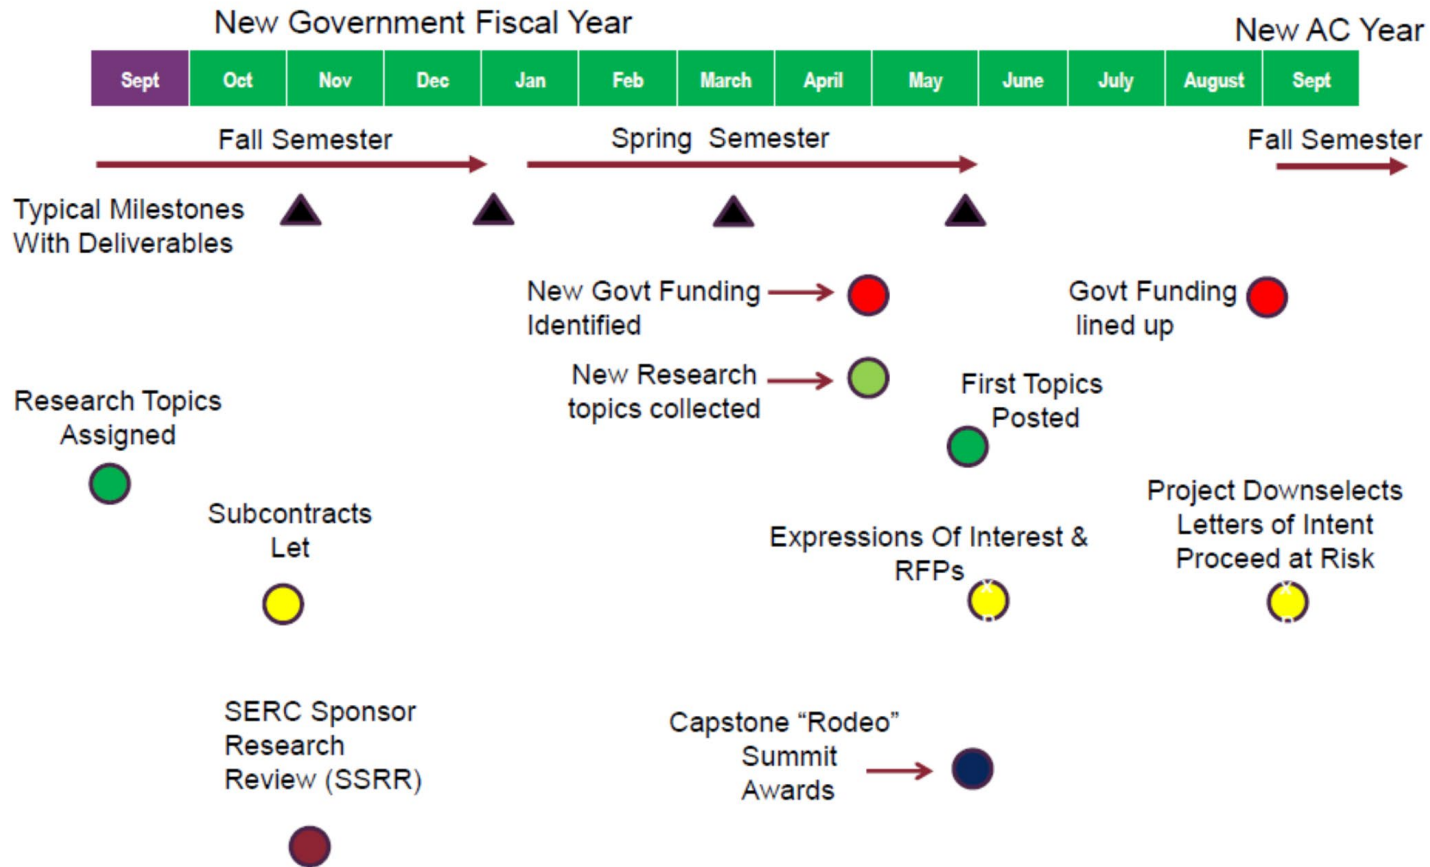 New Government Fiscal Year
New AC Year
Sept Oct Nov Dec Jan Feb March April May June July August Sept
Fall Semester
Spring Semester
Fall Semester
Typical Milestones
With Deliverables
New Govt Funding
Identified
Govt Funding
lined up
New Research
topics collected
First Topics
Posted
Research Topics
Assigned
Subcontracts
Let
Expressions Of Interest &
RFPs
Project Downselects
Letters of Intent
Proceed at Risk
x
x
SERC Sponsor
Research
Review (SSRR)
Capstone “Rodeo”
Summit
Awards